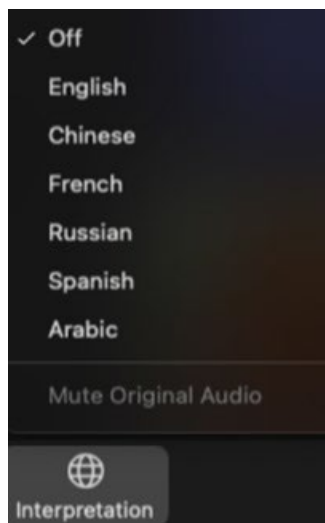 Off
English
Chinese
French
Russian
Spanish
Arabic
Mute Original Audio
Interpretation